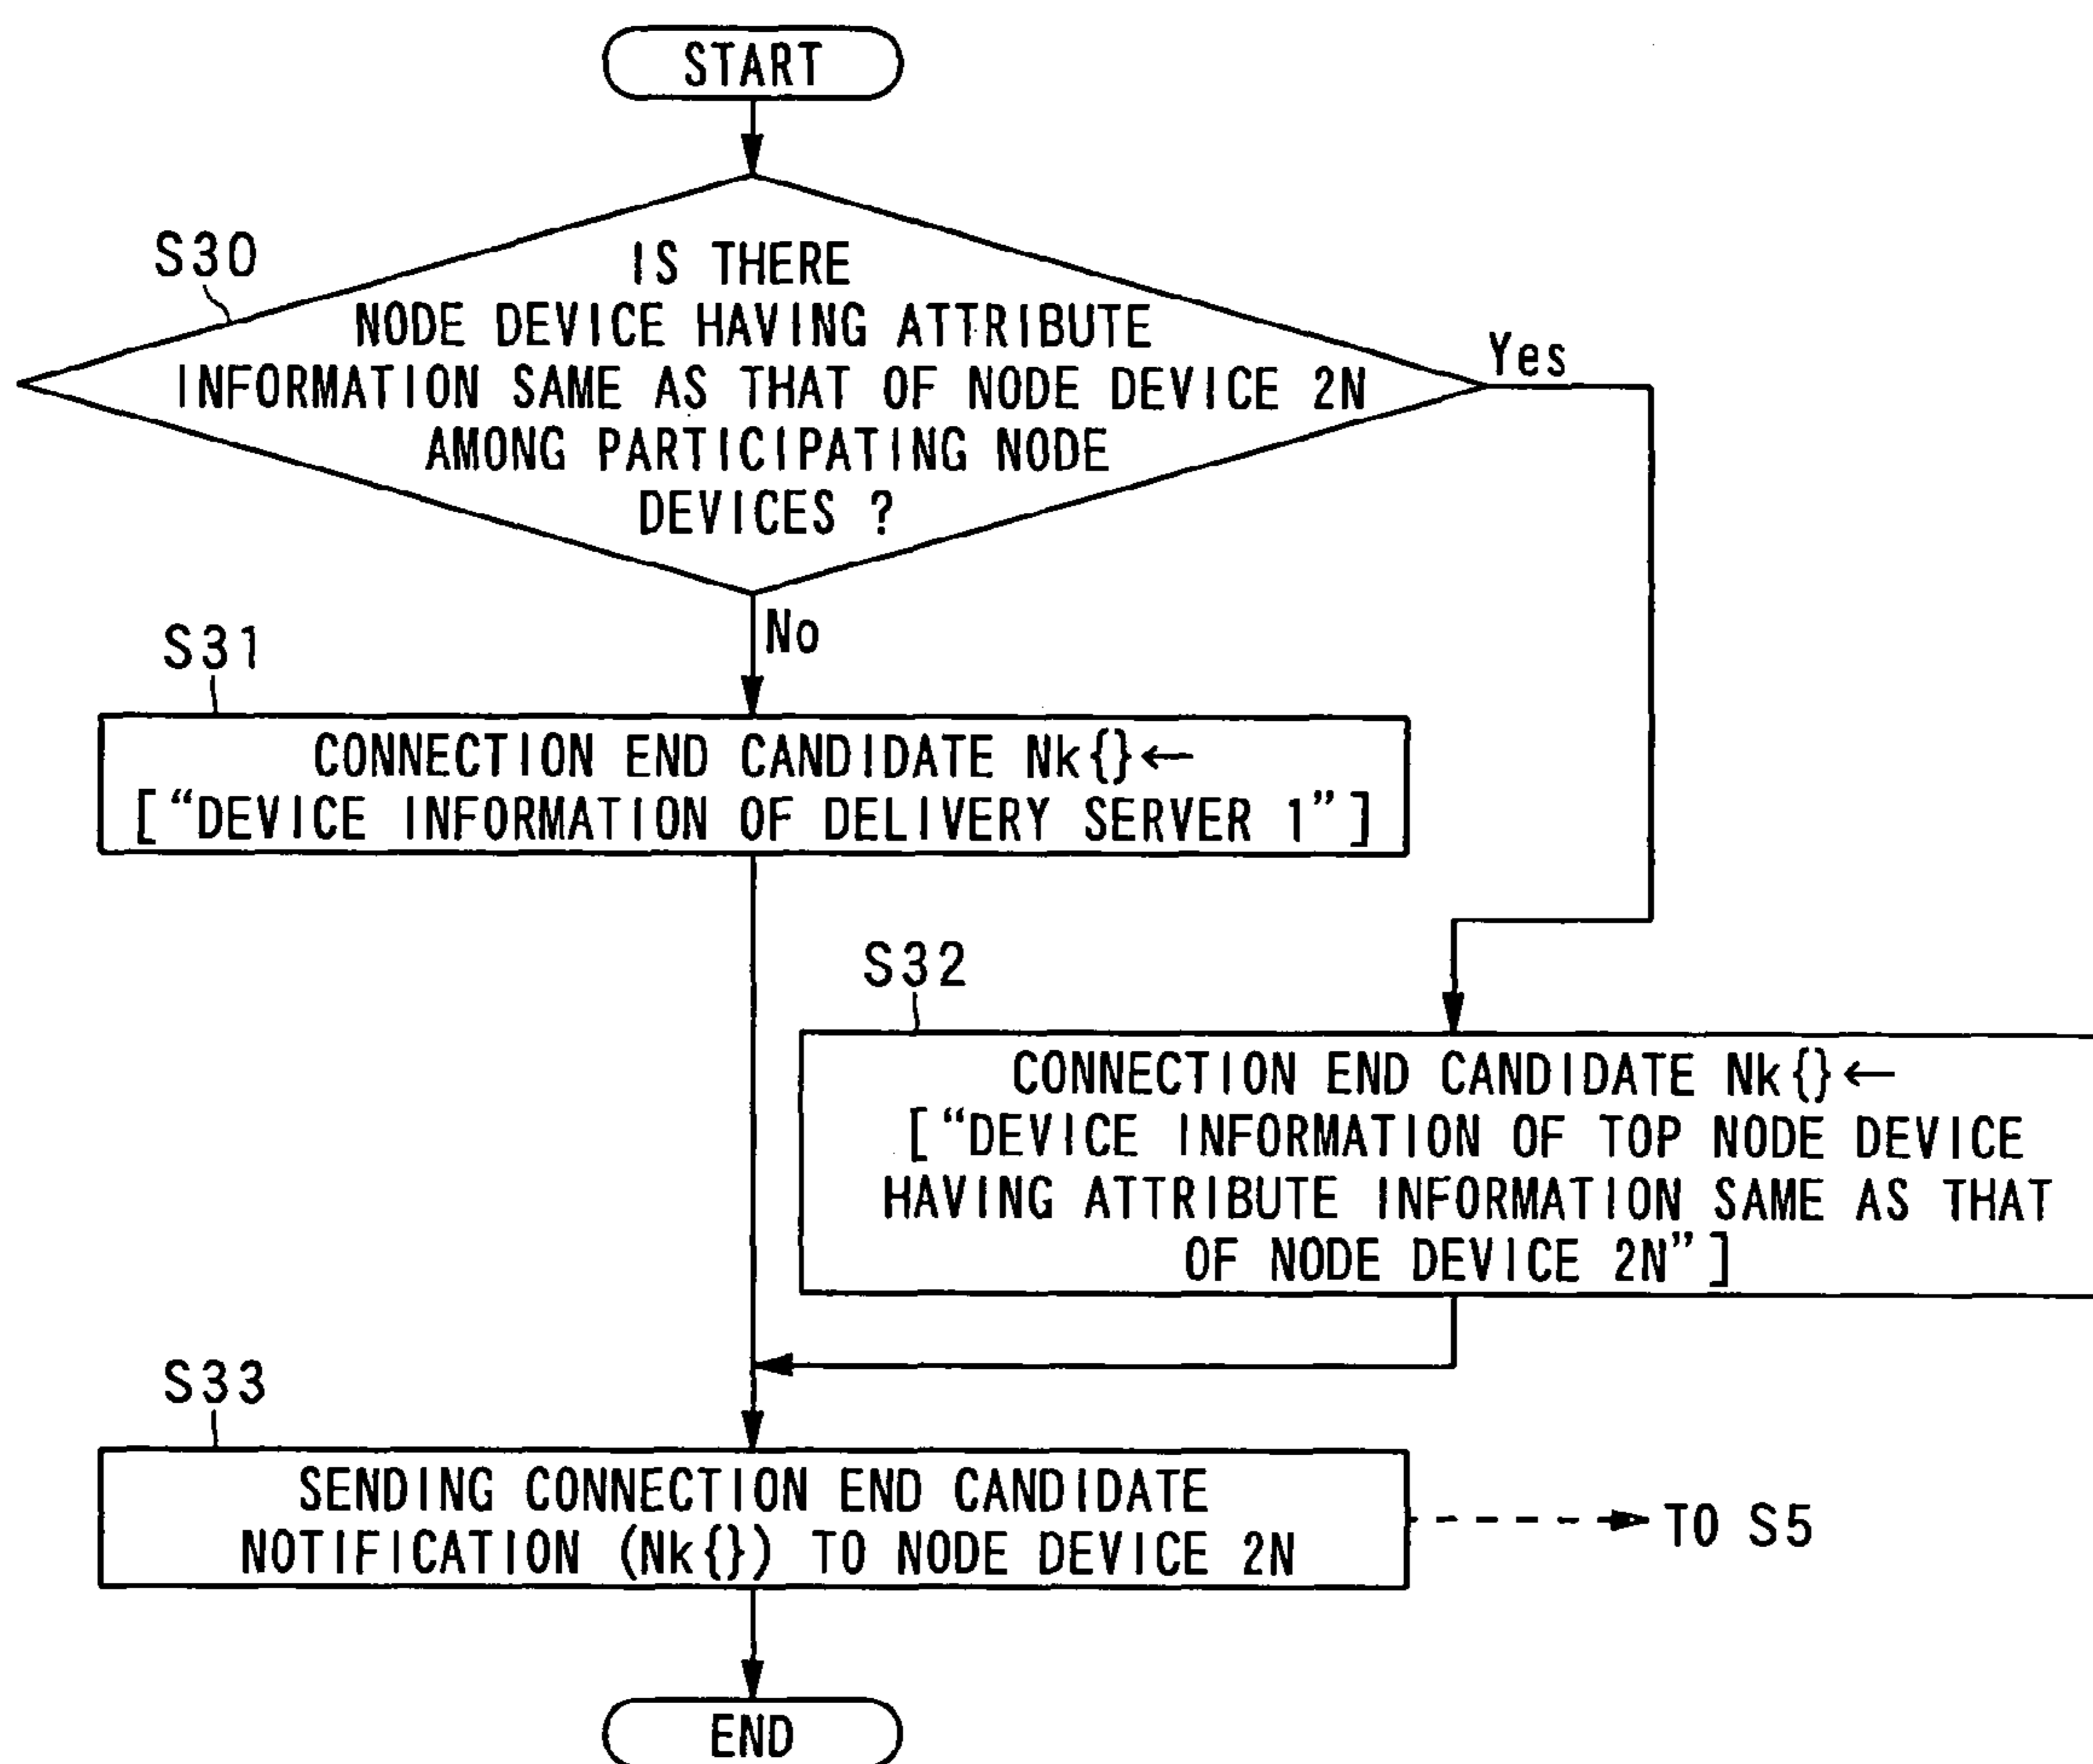 START
S30
IS THERE
NODE DEVICE HAVING ATTRIBUTE
INFORMATION SAME AS THAT OF NODE DEVICE 2N
AMONG PARTICIPATING NODE
DEVICES ?
Yes
No
S31
CONNECTION END CANDIDATE Nk{}←
[“DEVICE INFORMATION OF DELIVERY SERVER 1”]
S32
CONNECTION END CANDIDATE Nk{}←
[“DEVICE INFORMATION OF TOP NODE DEVICE
HAVING ATTRIBUTE INFORMATION SAME AS THAT
OF NODE DEVICE 2N”]
S33
SENDING CONNECTION END CANDIDATE
NOTIFICATION (Nk{}) TO NODE DEVICE 2N
TO S5
END